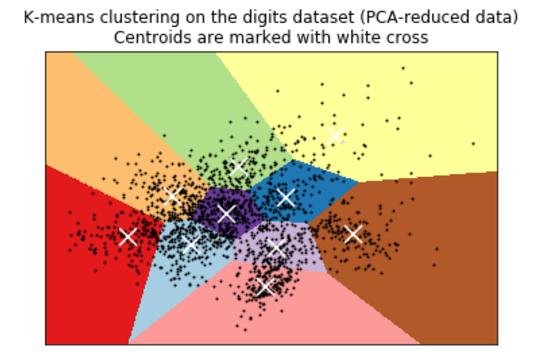 K-means clustering on the digits dataset (PCA-reduced data)
Centroids are marked with white cross